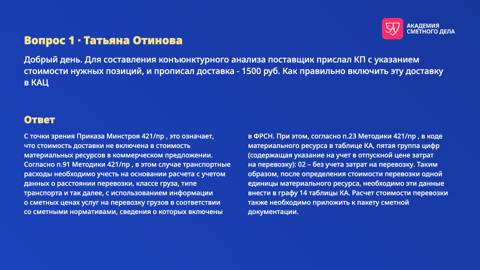 АКАДЕМИЯ
СМЕТНОГО ДЕЛА
Вопрос 1 · Татьяна Отинова
Добрый день. Для составления конъюнктурного анализа поставщик прислал КП с указанием
стоимости нужных позиций, и прописал доставка - 1500 руб. Как правильно включить эту доставку
в КАЦ
Ответ
С точки зрения Приказа Минстроя 421/пр , это означает,
что стоимость доставки не включена в стоимость
материальных ресурсов в коммерческом предложении.
Согласно п.91 Методики 421/пр , в этом случае транспортные
расходы необходимо учесть на основании расчета с учетом
данных о расстоянии перевозки, классе груза, типе
транспорта и так далее, с использованием информации
о сметных ценах услуг на перевозку грузов в соответствии
со сметными нормативами, сведения о которых включены
в ФРСН. При этом, согласно п.23 Методики 421/пр , в коде
материального ресурса в таблице КА, пятая группа цифр
(содержащая указание на учет в отпускной цене затрат
на перевозку): 02 – без учета затрат на перевозку. Таким
образом, после определения стоимости перевозки одной
единицы материального ресурса, необходимо эти данные
внести в графу 14 таблицы КА. Расчет стоимости перевозки
также необходимо приложить к пакету сметной
документации.